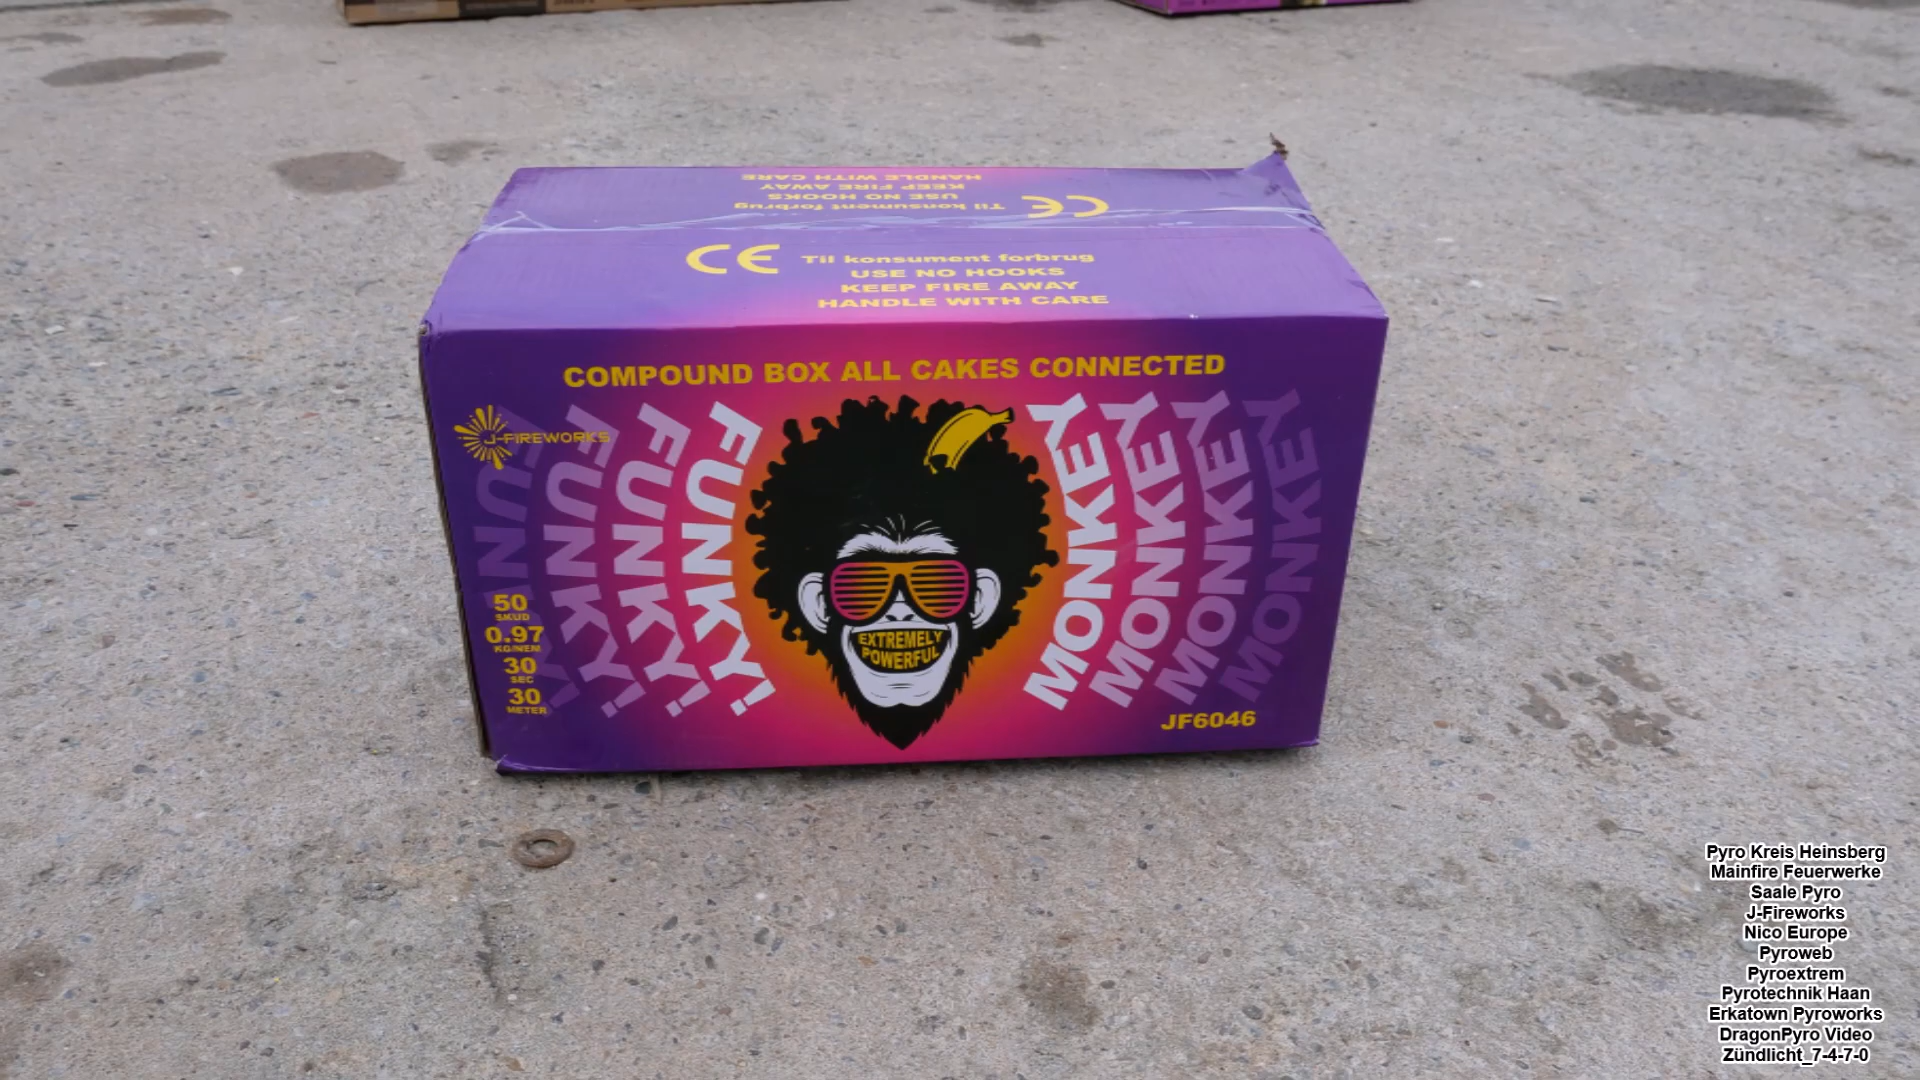 HANDLE WITH CARE
KEEP FIRE AWAY
USE NO HOOKS
Til konsument forbrug
CE
CE
Til konsument forbrug
USE NO HOOKS
KEEP FIRE AWAY
HANDLE WITH CARE
COMPOUND BOX ALL CAKES CONNECTED
J-FIREWORKS
FUNKY!
FUNKY!
FUNKY!
FUNKY!
MONKEY
MONKEY
MONKEY
MONKEY
EXTREMELY
POWERFUL
50
SKUD
0.97
KG/NEM
30
SEC
30
METER
JF6046
Pyro Kreis Heinsberg
Mainfire Feuerwerke
Saale Pyro
J-Fireworks
Nico Europe
Pyroweb
Pyroextrem
Pyrotechnik Haan
Erkatown Pyroworks
DragonPyro Video
Zündlicht_7-4-7-0